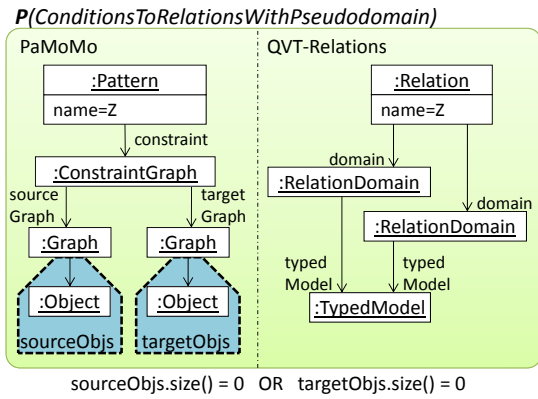 P(ConditionsToRelationsWithPseudodomain)
PaMoMo
QVT-Relations
:Pattern
name=Z
constraint
:ConstraintGraph
source
Graph
target
Graph
:Graph
:Graph
:Object
:Object
sourceObjs
targetObjs
:Relation
name=Z
domain
:RelationDomain
domain
:RelationDomain
typed
Model
typed
Model
:TypedModel
sourceObjs.size() = 0 OR targetObjs.size() = 0